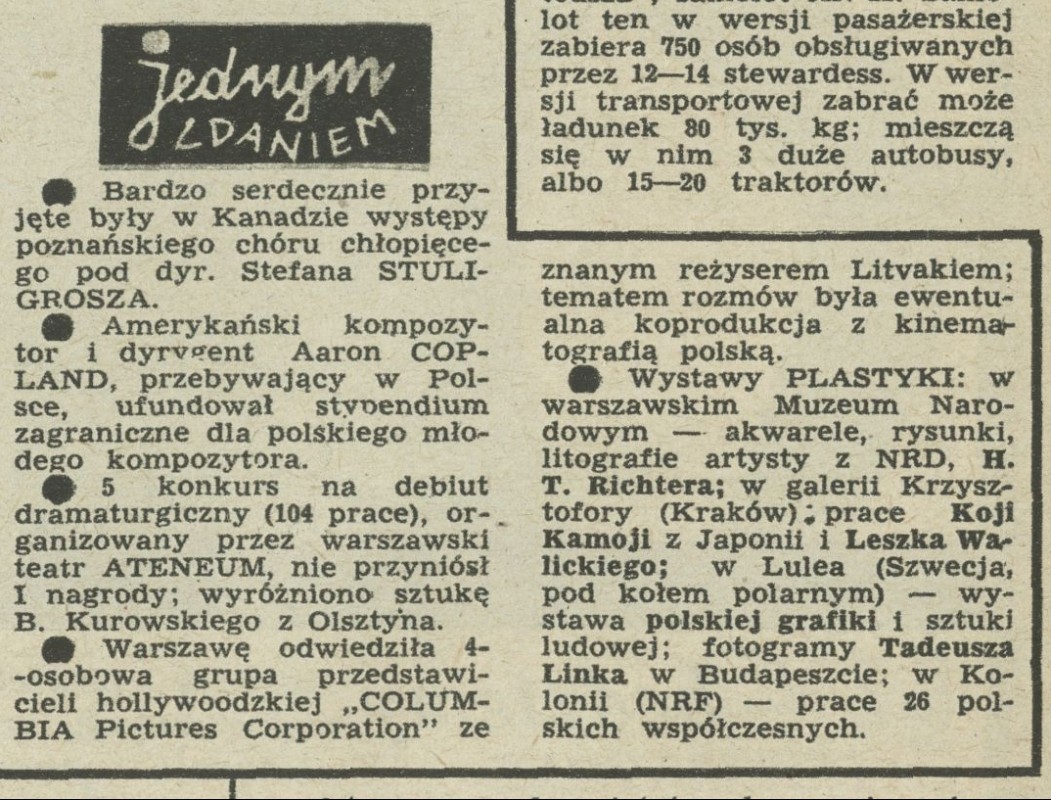 jednym
ZDANIEM
● Bardzo serdecznie przy-
jęte były w Kanadzie występy
poznańskiego chóru chłopięce-
go pod dyr. Stefana STULI-
GROSZA.
● Amerykański kompozy-
tor i dyrygent Aaron COP-
LAND, przebywający w Pol-
sce, ufundował stypendium
zagraniczne dla polskiego mło-
dego kompozytora.
● 5 konkurs na debiut
dramaturgiczny (104 prace), or-
ganizowany przez warszawski
teatr ATENEUM, nie przyniósł
I nagrody; wyróżniono sztukę
B. Kurowskiego z Olsztyna.
● Warszawę odwiedziła 4-
-osobowa grupa przedstawi-
cieli hollywoodzkiej „COLUM-
BIA Pictures Corporation” ze
lot ten w wersji pasażerskiej
zabiera 750 osób obsługiwanych
przez 12—14 stewardess. W wer-
sji transportowej zabrać może
ładunek 80 tys. kg; mieszczą
się w nim 3 duże autobusy,
albo 15—20 traktorów.
znanym reżyserem Litvakiem;
tematem rozmów była ewentu-
alna koprodukcja z kinema-
tografią polską.
● Wystawy PLASTYKI: w
warszawskim Muzeum Naro-
dowym — akwarele, rysunki,
litografie artysty z NRD, H.
T. Richtera; w galerii Krzysz-
tofory (Kraków): prace Koji
Kamoji z Japonii i Leszka Wa-
lickiego; w Lulea (Szwecja,
pod kołem polarnym) — wy-
stawa polskiej grafiki i sztuki
ludowej; fotogramy Tadeusza
Linka w Budapeszcie; w Ko-
lonii (NRF) — prace 26 pol-
skich współczesnych.